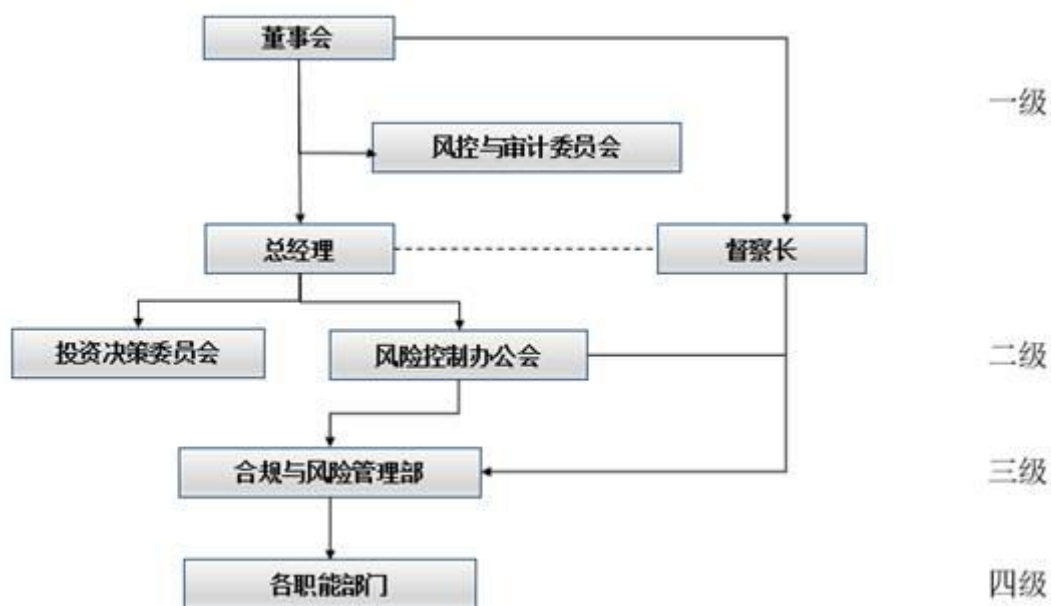 董事会
一级
风控与审计委员会
总经理
督察长
投资决策委员会
风险控制办公会
二级
合规与风险管理部
三级
各职能部门
四级